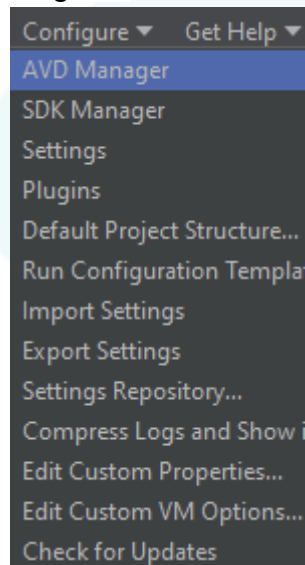 Configure Get Help
AVD Manager
SDK Manager
Settings
Plugins
Default Project Structure...
Run Configuration
Import Settings
Export Settings
Settings Repository...
Compress Logs and Show
Edit Custom Properties...
Edit Custom VM Options...
Check for Updates